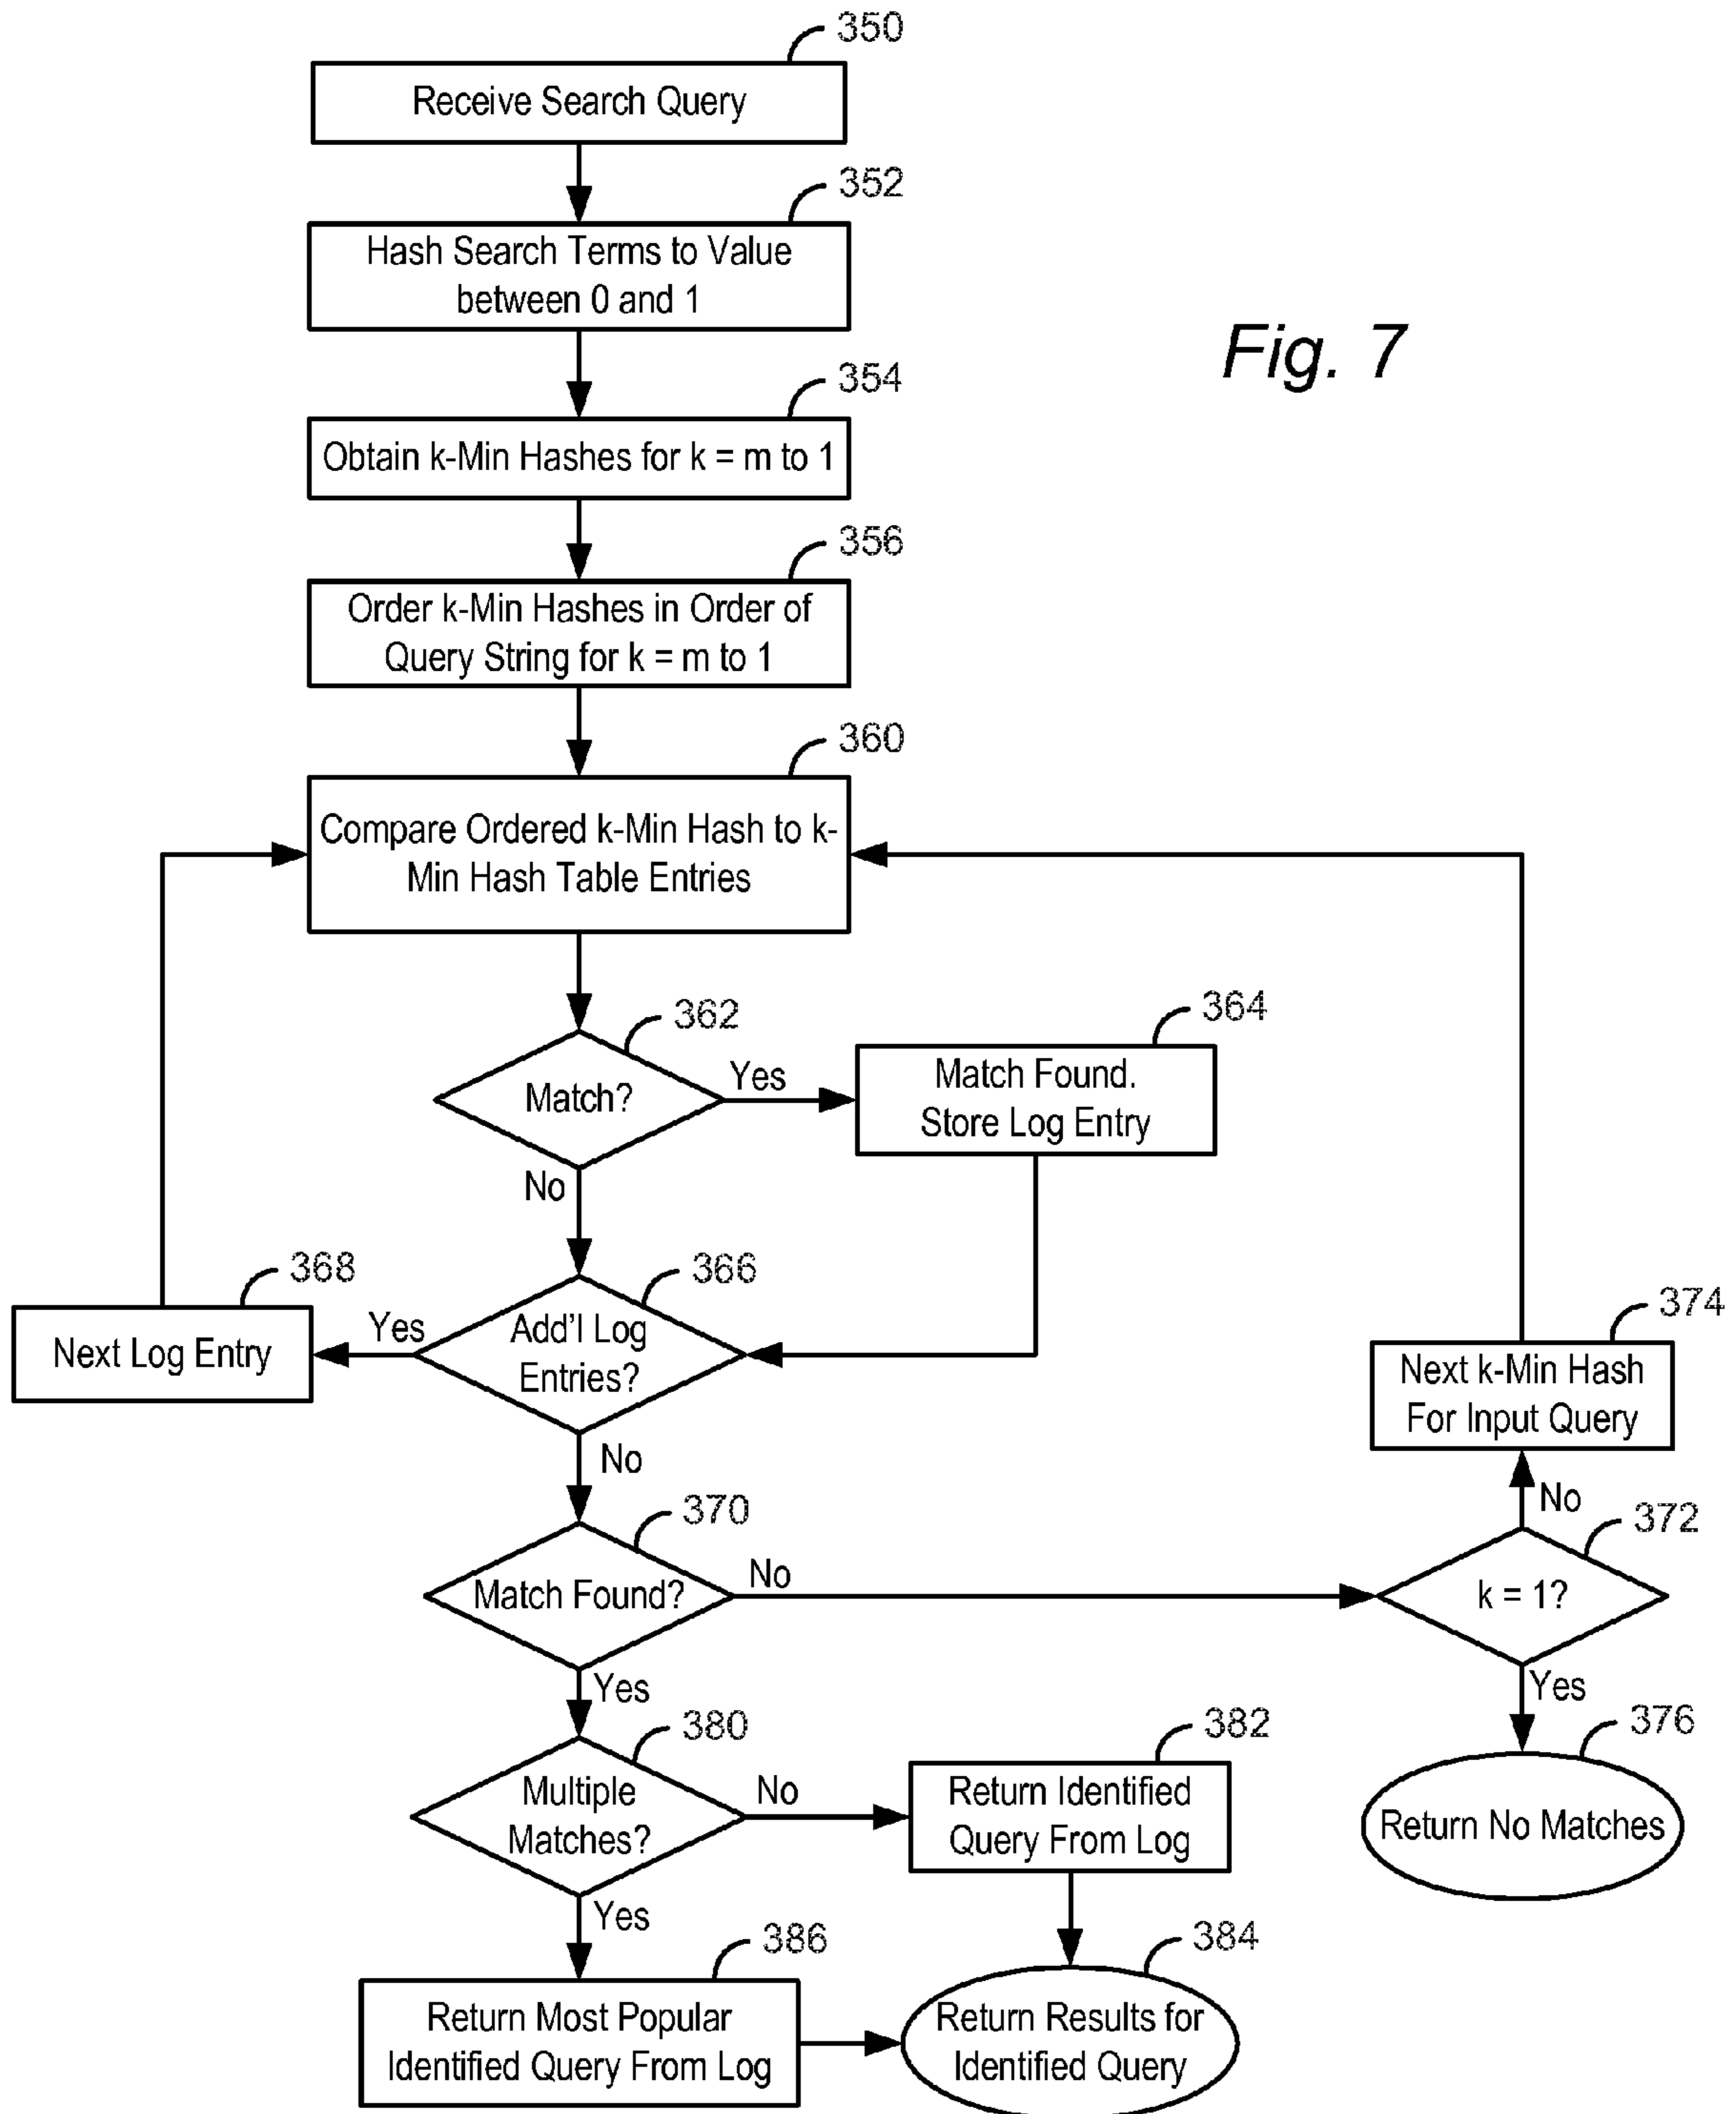 350
Receive Search Query
352
Hash Search Terms to Value
between 0 and 1
Fig. 7
354
Obtain k-Min Hashes for k = m to 1
356
Order k-Min Hashes in Order of
Query String for k = m to 1
360
Compare Ordered k-Min Hash to k-
Min Hash Table Entries
362
Match?
Yes
364
Match Found.
Store Log Entry
No
366
Add'l Log
Entries?
Yes
368
Next Log Entry
374
Next k-Min Hash
For Input Query
No
370
Match Found?
No
No
372
k = 1?
Yes
376
Return No Matches
Yes
380
Multiple
Matches?
No
382
Return Identified
Query From Log
Yes
386
Return Most Popular
Identified Query From Log
384
Return Results for
Identified Query